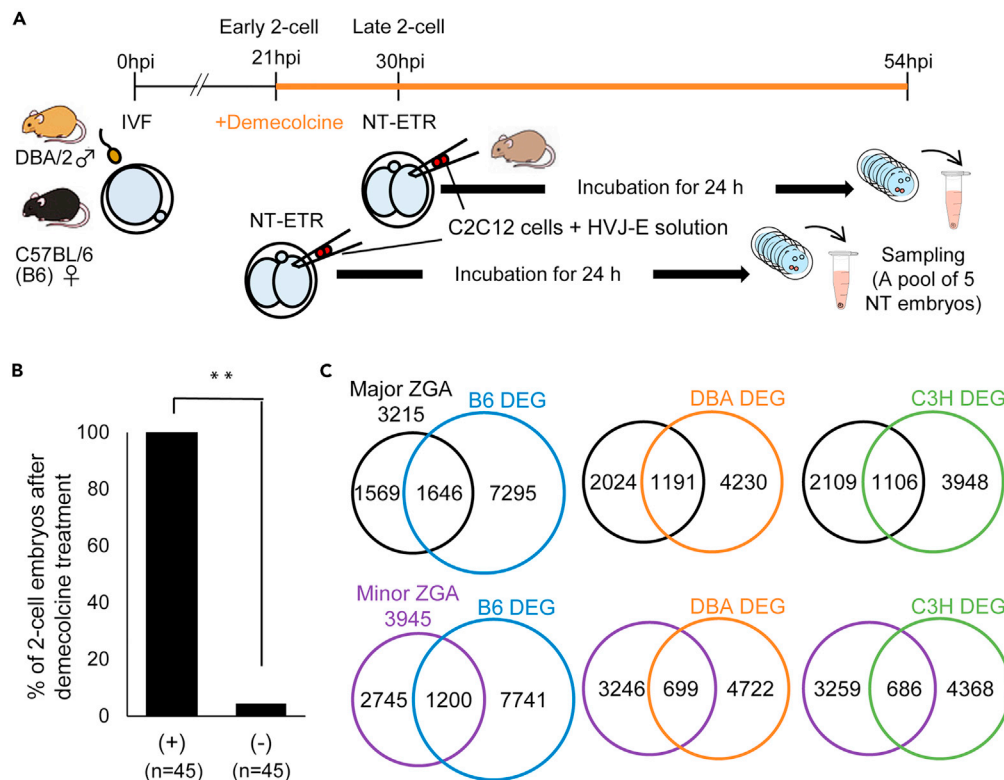 A
Early 2-cell
Late 2-cell
0hpi
21hpi
30hpi
54hpi
IVF
+Demecolcine
NT-ETR
DBA/2 ♂
Incubation for 24 h
NT-ETR
C2C12 cells + HVJ-E solution
C57BL/6
(B6) ♀
Incubation for 24 h
Sampling
(A pool of 5
NT embryos)
B
% of 2-cell embryos after
demecolcine treatment
**
100
80
60
40
20
0
(+)
(-)
(n=45)
(n=45)
C
Major ZGA
3215
B6 DEG
1569
1646
7295
DBA DEG
2024
1191
4230
C3H DEG
2109
1106
3948
Minor ZGA
3945
B6 DEG
2745
1200
7741
DBA DEG
3246
699
4722
C3H DEG
3259
686
4368